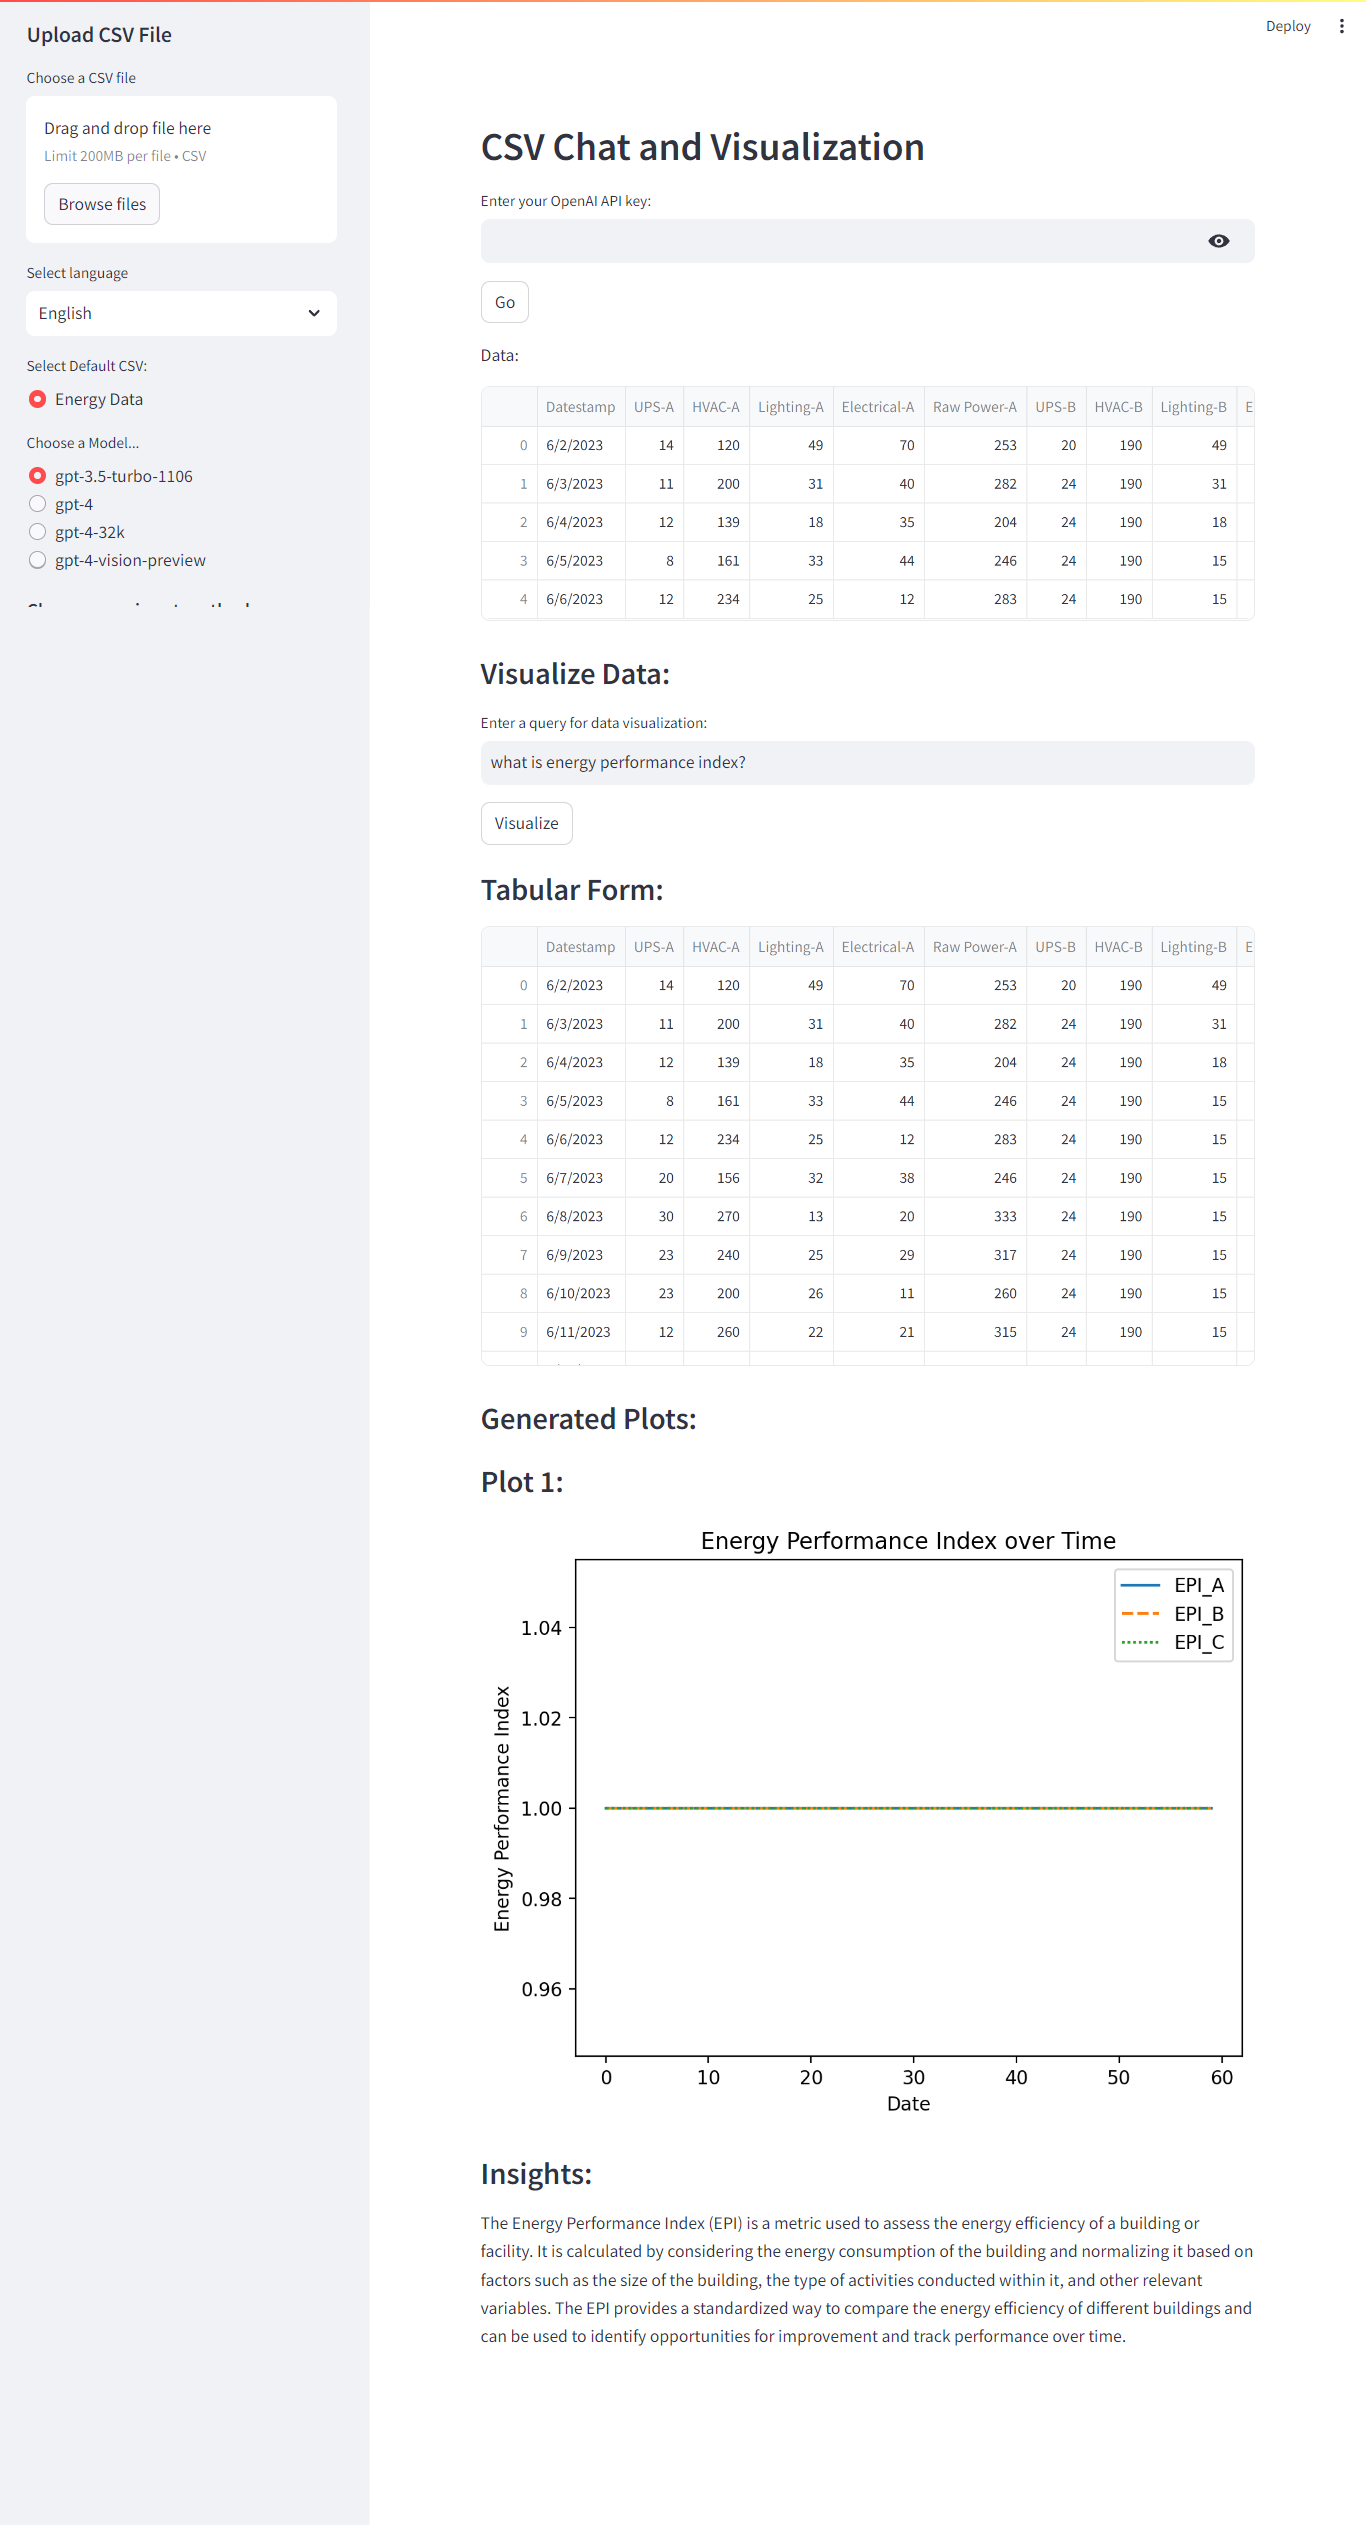 Upload CSV File
Choose a CSV file
Drag and drop file here
Limit 200MB per file • CSV
Browse files
Select language
English
Select Default CSV:
Energy Data
Choose a Model...
gpt-3.5-turbo-1106
gpt-4
gpt-4-32k
gpt-4-vision-preview
Deploy
CSV Chat and Visualization
Enter your OpenAI API key:
Go
Data:
Datestamp UPS-A HVAC-A Lighting-A Electrical-A Raw Power-A UPS-B HVAC-B Lighting-B E
0 6/2/2023 14 120 49 70 253 20 190 49
1 6/3/2023 11 200 31 40 282 24 190 31
2 6/4/2023 12 139 18 35 204 24 190 18
3 6/5/2023 8 161 33 44 246 24 190 15
4 6/6/2023 12 234 25 12 283 24 190 15
Visualize Data:
Enter a query for data visualization:
what is energy performance index?
Visualize
Tabular Form:
Datestamp UPS-A HVAC-A Lighting-A Electrical-A Raw Power-A UPS-B HVAC-B Lighting-B E
0 6/2/2023 14 120 49 70 253 20 190 49
1 6/3/2023 11 200 31 40 282 24 190 31
2 6/4/2023 12 139 18 35 204 24 190 18
3 6/5/2023 8 161 33 44 246 24 190 15
4 6/6/2023 12 234 25 12 283 24 190 15
5 6/7/2023 20 156 32 38 246 24 190 15
6 6/8/2023 30 270 13 20 333 24 190 15
7 6/9/2023 23 240 25 29 317 24 190 15
8 6/10/2023 23 200 26 11 260 24 190 15
9 6/11/2023 12 260 22 21 315 24 190 15
Generated Plots:
Plot 1:
Energy Performance Index over Time
EPI_A
EPI_B
EPI_C
Energy Performance Index
1.04
1.02
1.00
0.98
0.96
0 10 20 30 40 50 60
Date
Insights:
The Energy Performance Index (EPI) is a metric used to assess the energy efficiency of a building or
facility. It is calculated by considering the energy consumption of the building and normalizing it based on
factors such as the size of the building, the type of activities conducted within it, and other relevant
variables. The EPI provides a standardized way to compare the energy efficiency of different buildings and
can be used to identify opportunities for improvement and track performance over time.